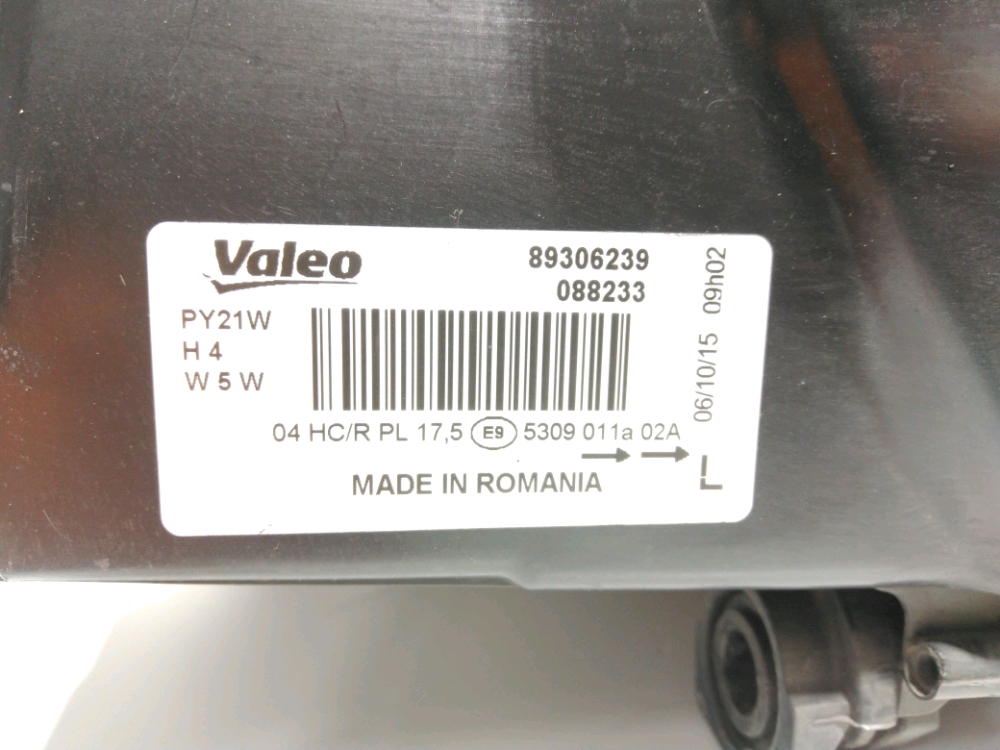 Valeo
89306239
088233
PY21W
H 4
W 5 W
04 HC/R PL 17,5 E9 5309 011a 02A
MADE IN ROMANIA
06/10/15 09h02
L